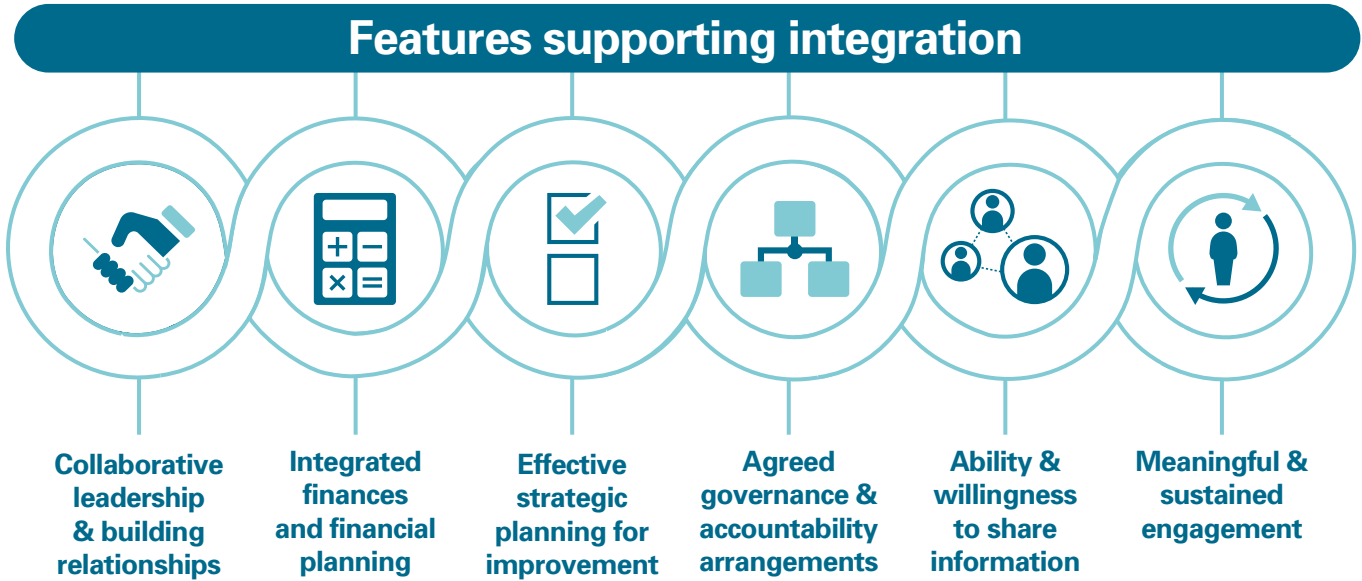 Features supporting integration
Collaborative
leadership
& building
relationships
Integrated
finances
and financial
planning
Effective
strategic
planning for
improvement
Agreed
governance &
accountability
arrangements
Ability &
willingness
to share
information
Meaningful &
sustained
engagement